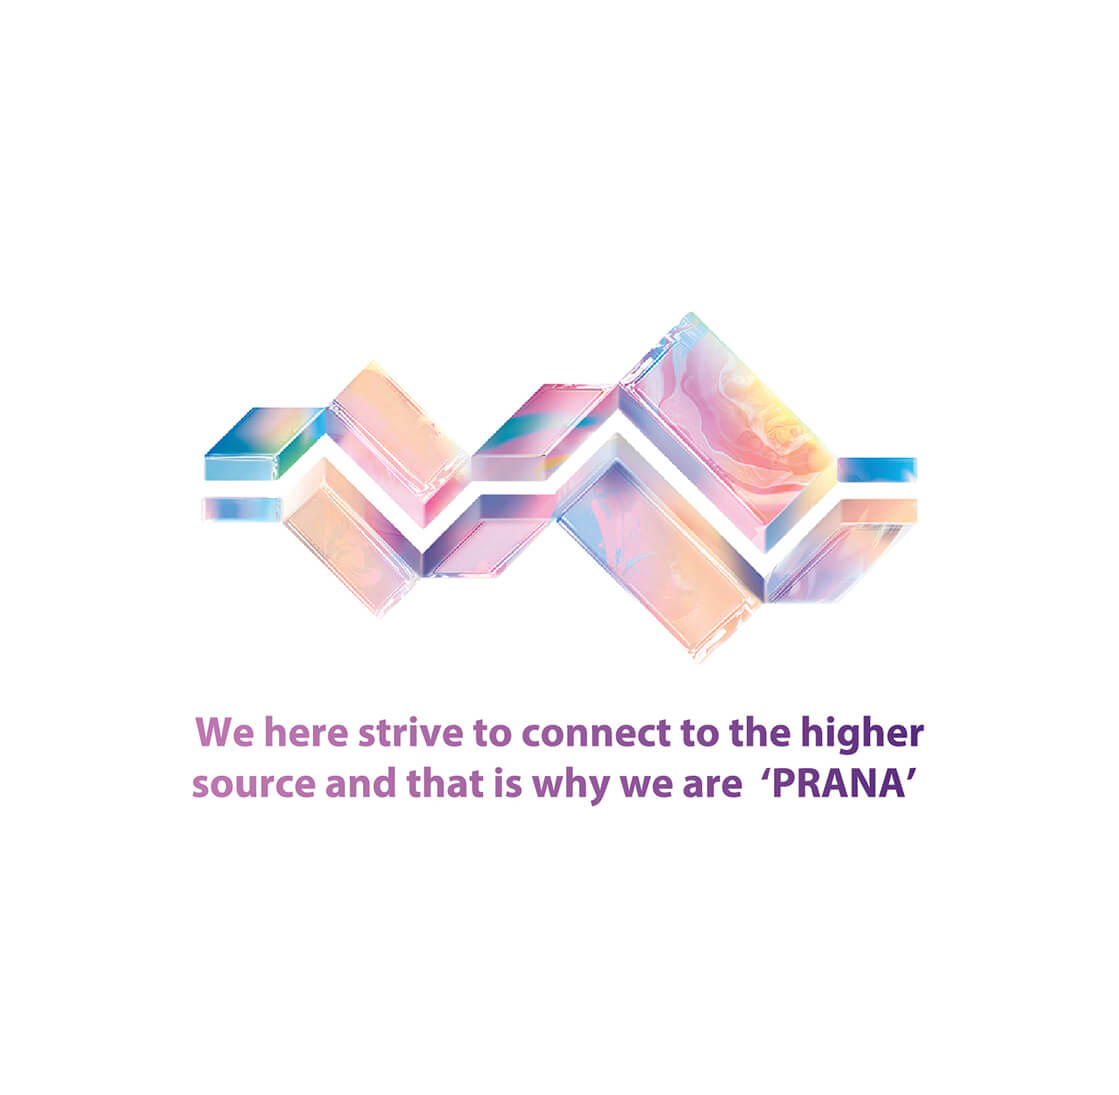 We here strive to connect to the higher
source and that is why we are ‘PRANA’